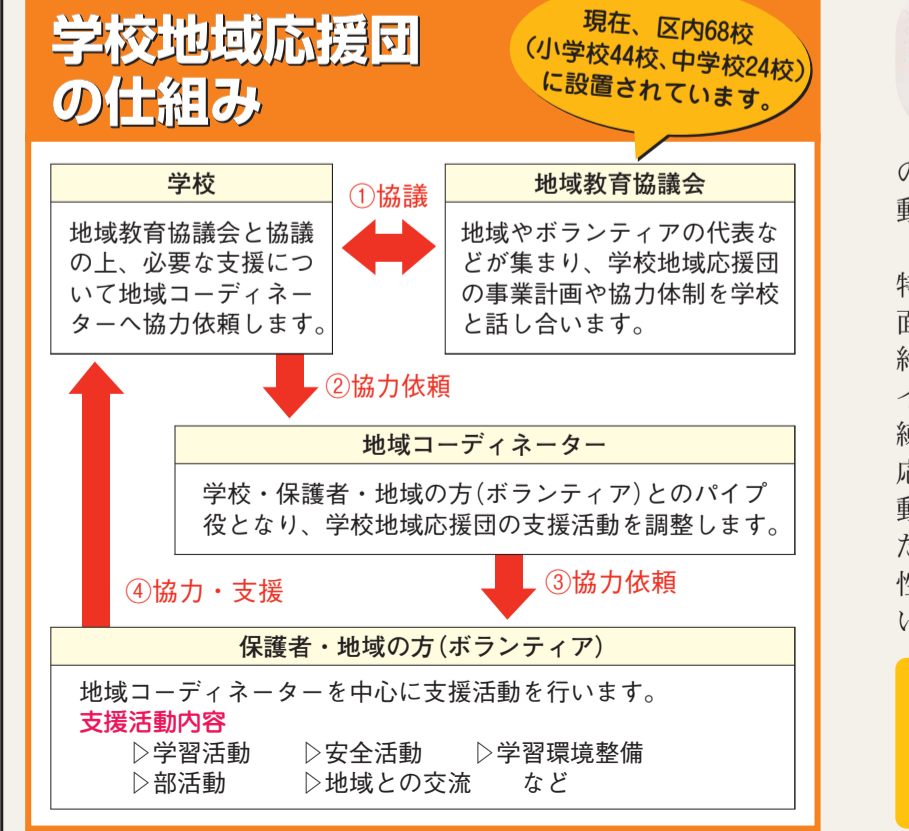 学校地域応援団
の仕組み
現在、区内68校
(小学校44校、中学校24校)
に設置されています。
学校
地域教育協議会と協議
の上、必要な支援につ
いて地域コーディネー
ターへ協力依頼します。
①協議
地域教育協議会
地域やボランティアの代表な
どが集まり、学校地域応援団
の事業計画や協力体制を学校
と話し合います。
②協力依頼
地域コーディネーター
学校・保護者・地域の方(ボランティア)とのパイプ
役となり、学校地域応援団の支援活動を調整します。
③協力依頼
④協力・支援
保護者・地域の方(ボランティア)
地域コーディネーターを中心に支援活動を行います。
支援活動内容
▷学習活動 ▷安全活動 ▷学習環境整備
▷部活動 ▷地域との交流 など